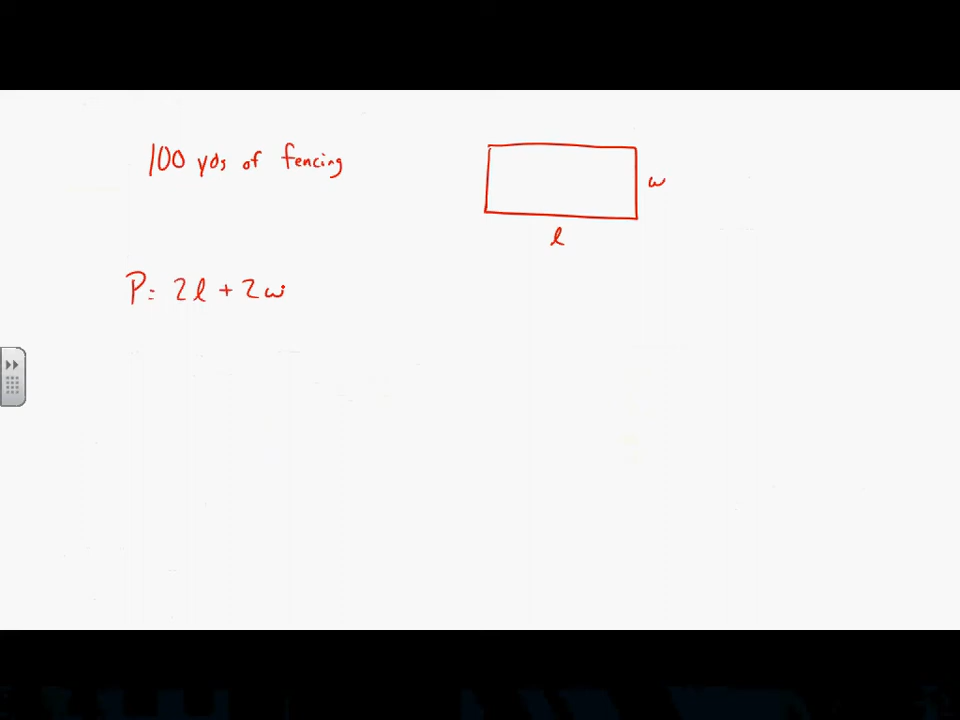 100 yds of fencing
w
l
P = 2l + 2w